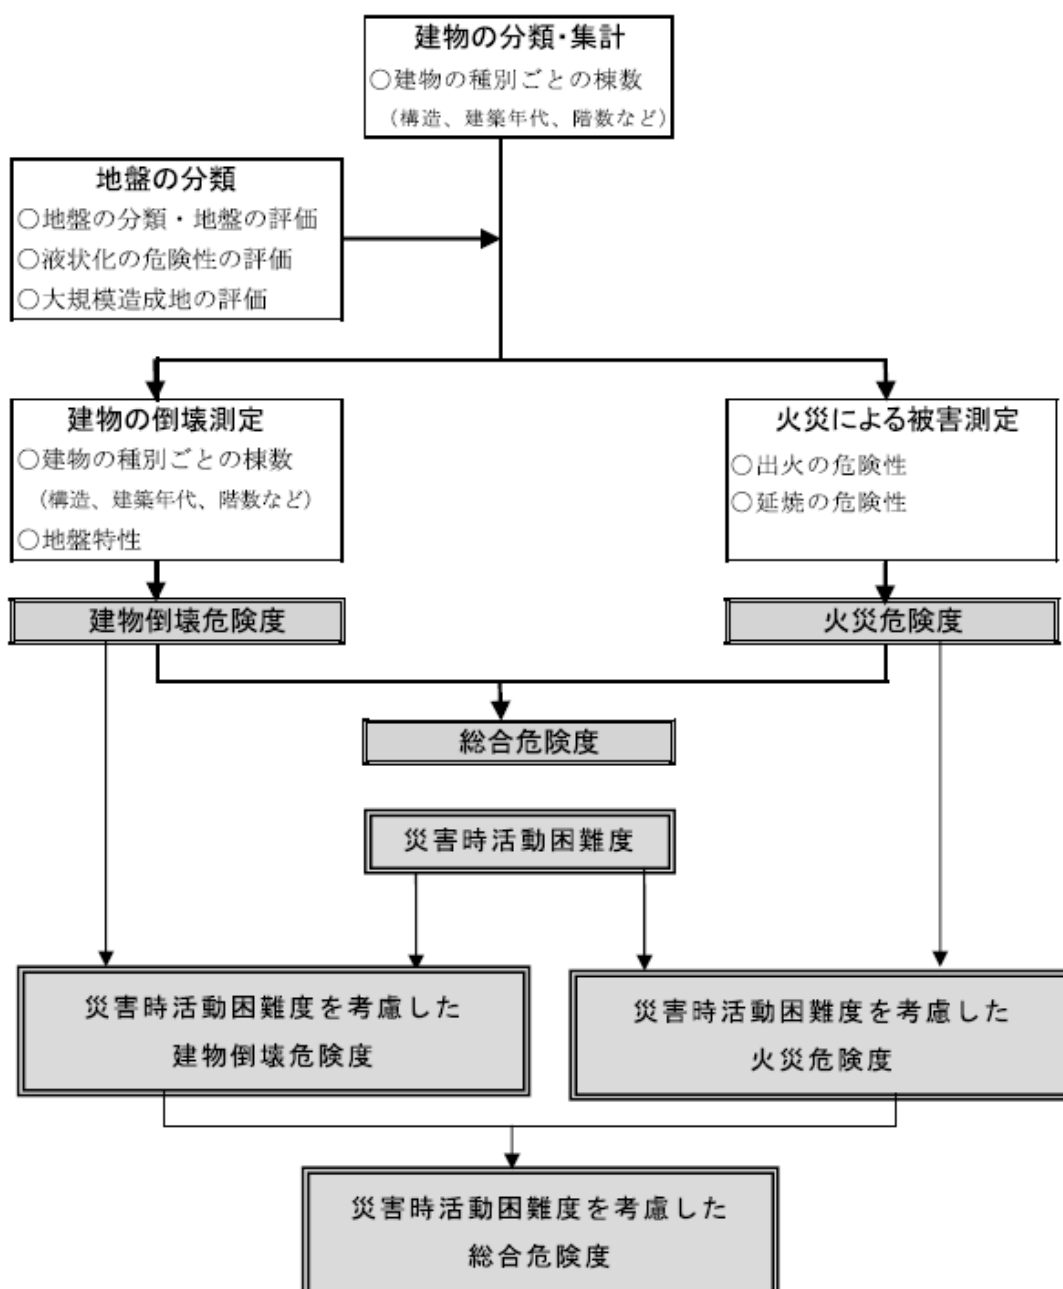 建物の分類・集計
○建物の種別ごとの棟数
（構造、建築年代、階数など）
地盤の分類
○地盤の分類・地盤の評価
○液状化の危険性の評価
○大規模造成地の評価
建物の倒壊測定
○建物の種別ごとの棟数
（構造、建築年代、階数など）
○地盤特性
火災による被害測定
○出火の危険性
○延焼の危険性
建物倒壊危険度
火災危険度
総合危険度
災害時活動困難度
災害時活動困難度を考慮した
建物倒壊危険度
災害時活動困難度を考慮した
火災危険度
災害時活動困難度を考慮した
総合危険度